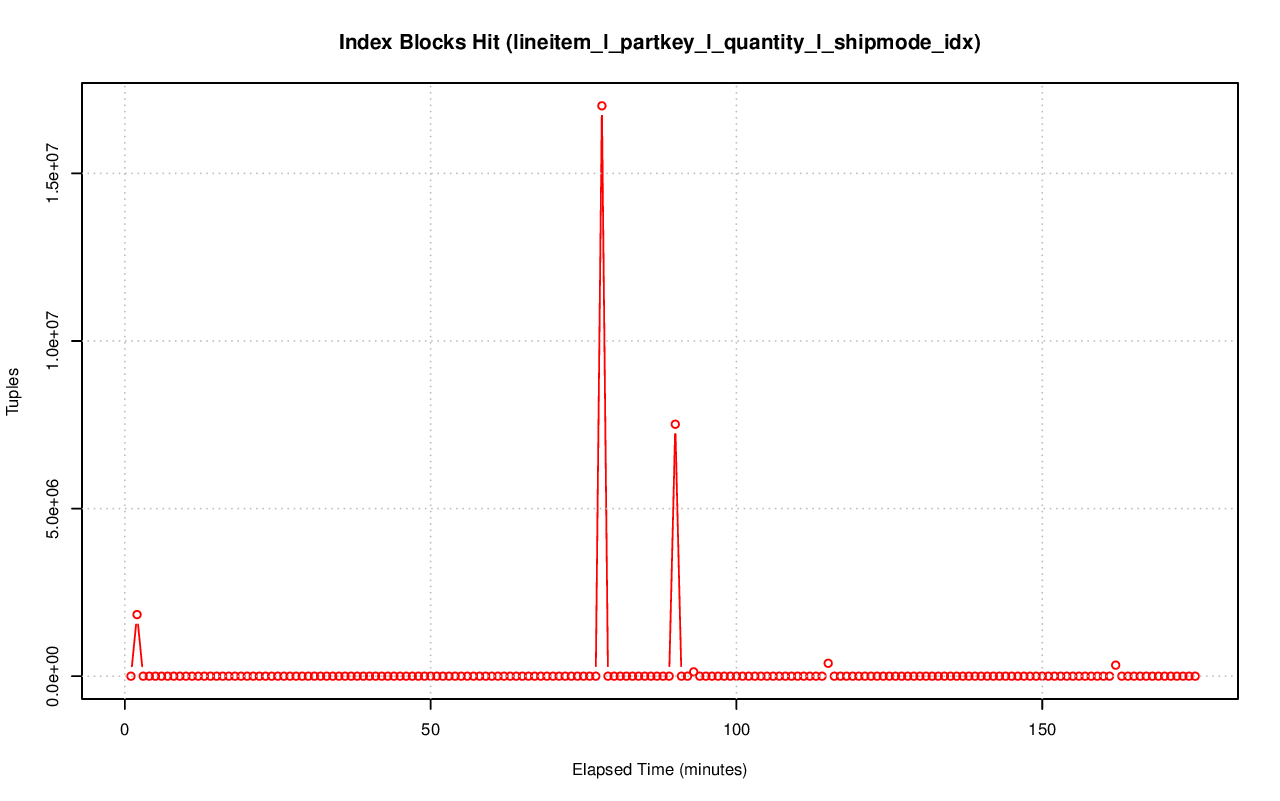 Index Blocks Hit (lineitem_l_partkey_l_quantity_l_shipmode_idx)
Tuples
1.5e+07
1.0e+07
5.0e+06
0.0e+00
0 50 100 150
Elapsed Time (minutes)